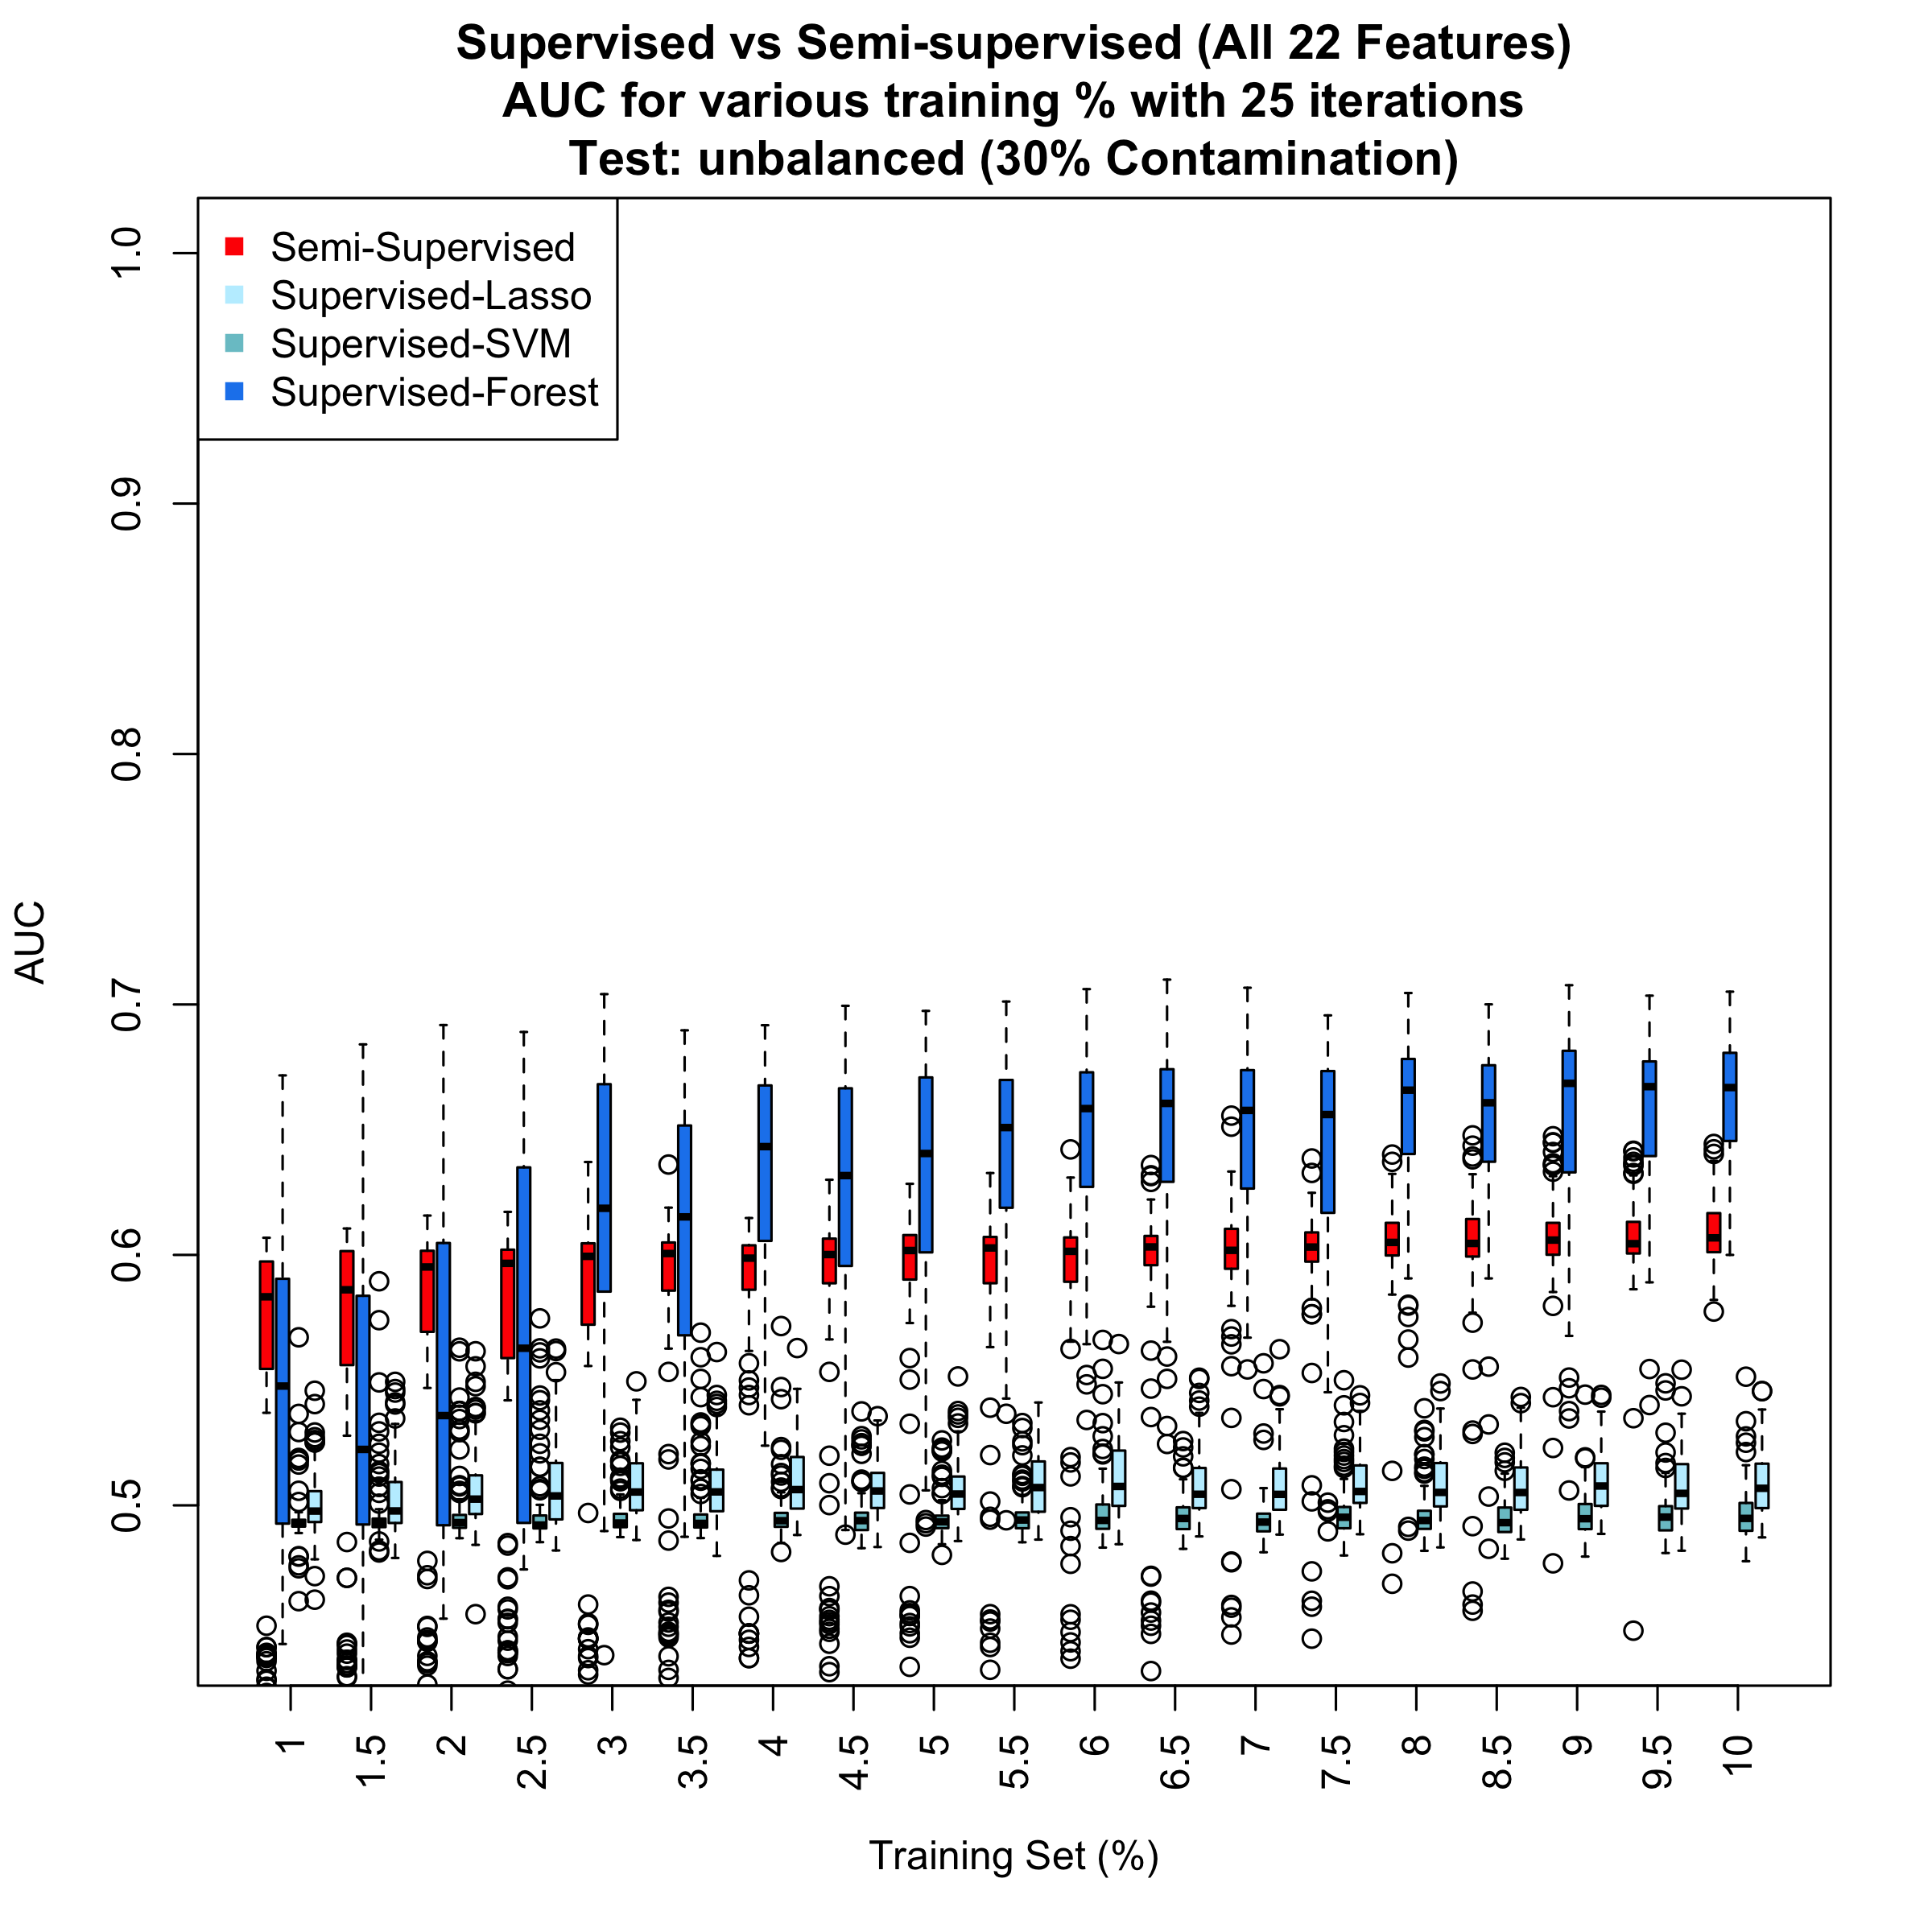 Supervised vs Semi-supervised (All 22 Features)
AUC for various training % with 25 iterations
Test: unbalanced (30% Contamination)
Semi-Supervised
Supervised-Lasso
Supervised-SVM
Supervised-Forest
1.0
0.9
0.8
0.7
0.6
0.5
AUC
1
1.5
2
2.5
3
3.5
4
4.5
5
5.5
6
6.5
7
7.5
8
8.5
9
9.5
10
Training Set (%)